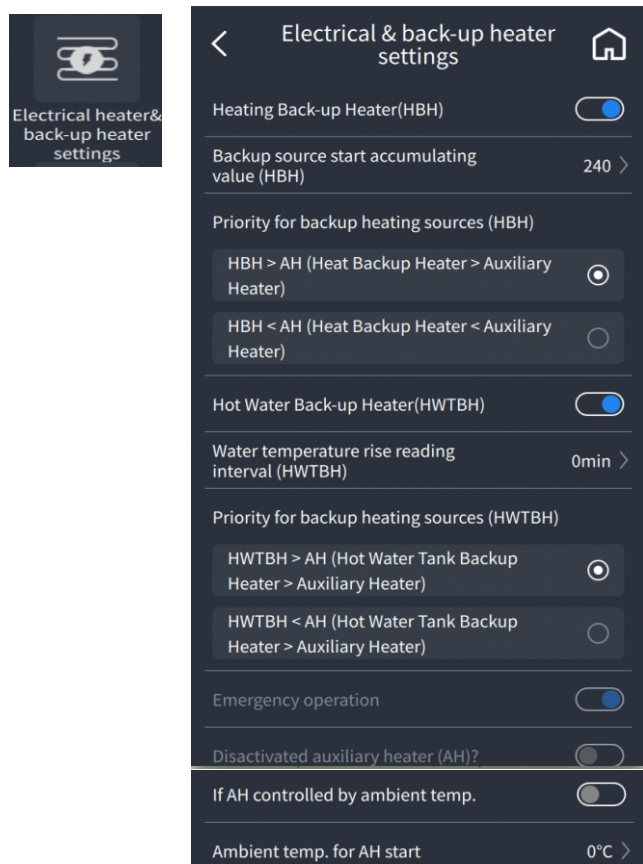 Electrical heater&
back-up heater
settings
Electrical & back-up heater
settings
Heating Back-up Heater(HBH)
Backup source start accumulating
value (HBH)
240
Priority for backup heating sources (HBH)
HBH > AH (Heat Backup Heater > Auxiliary
Heater)
HBH < AH (Heat Backup Heater < Auxiliary
Heater)
Hot Water Back-up Heater(HWTBH)
Water temperature rise reading
interval (HWTBH)
0min
Priority for backup heating sources (HWTBH)
HWTBH > AH (Hot Water Tank Backup
Heater > Auxiliary Heater)
HWTBH < AH (Hot Water Tank Backup
Heater > Auxiliary Heater)
Emergency operation
Disactivated auxiliary heater (AH)?
If AH controlled by ambient temp.
Ambient temp. for AH start
0°C